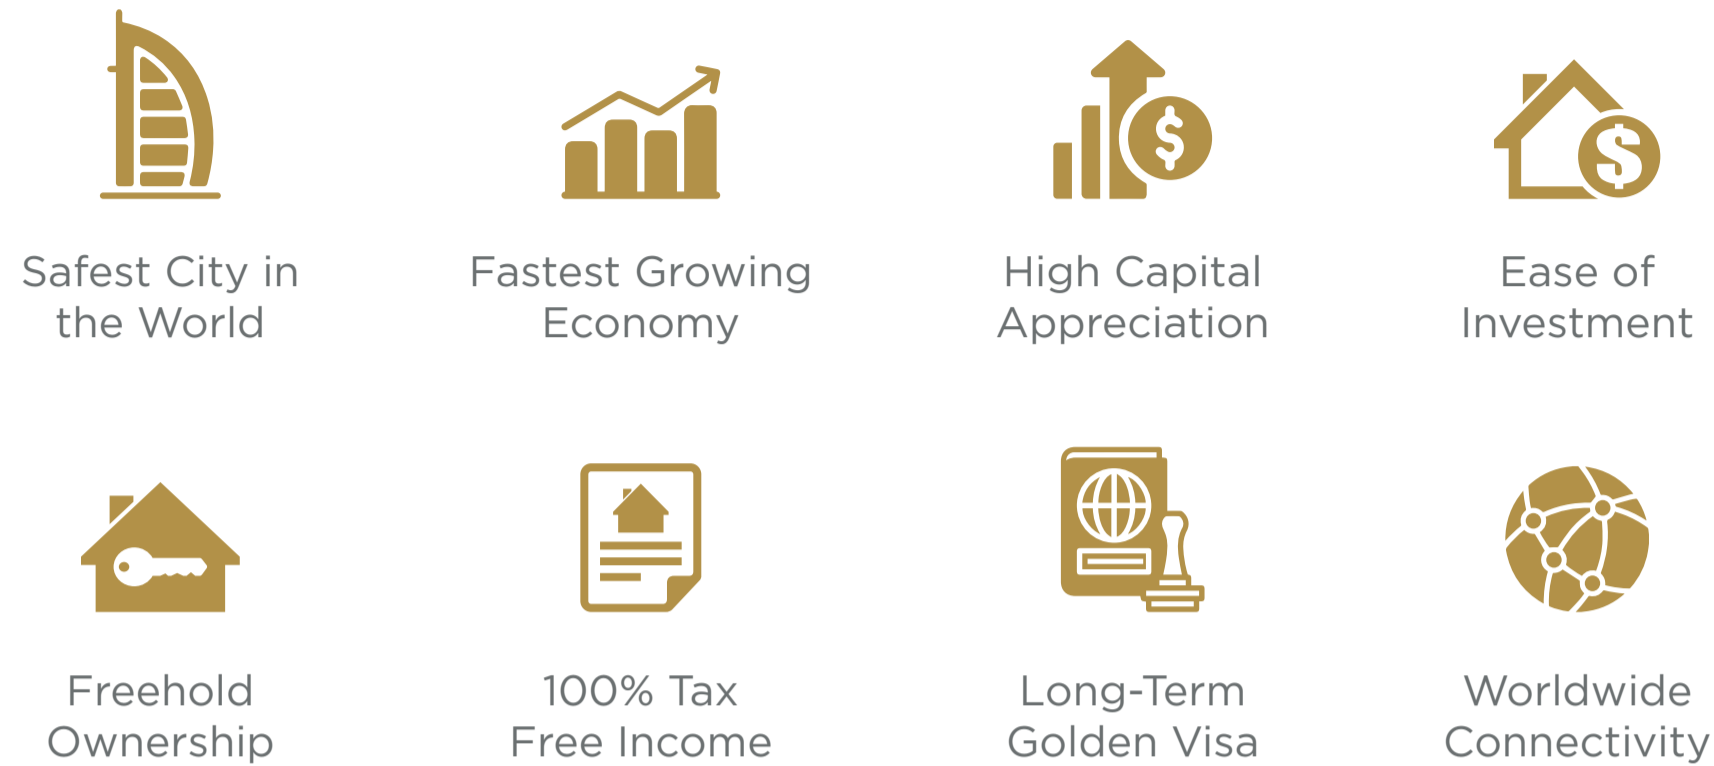 Safest City in
the World
Fastest Growing
Economy
High Capital
Appreciation
Ease of
Investment
Freehold
Ownership
100% Tax
Free Income
Long-Term
Golden Visa
Worldwide
Connectivity